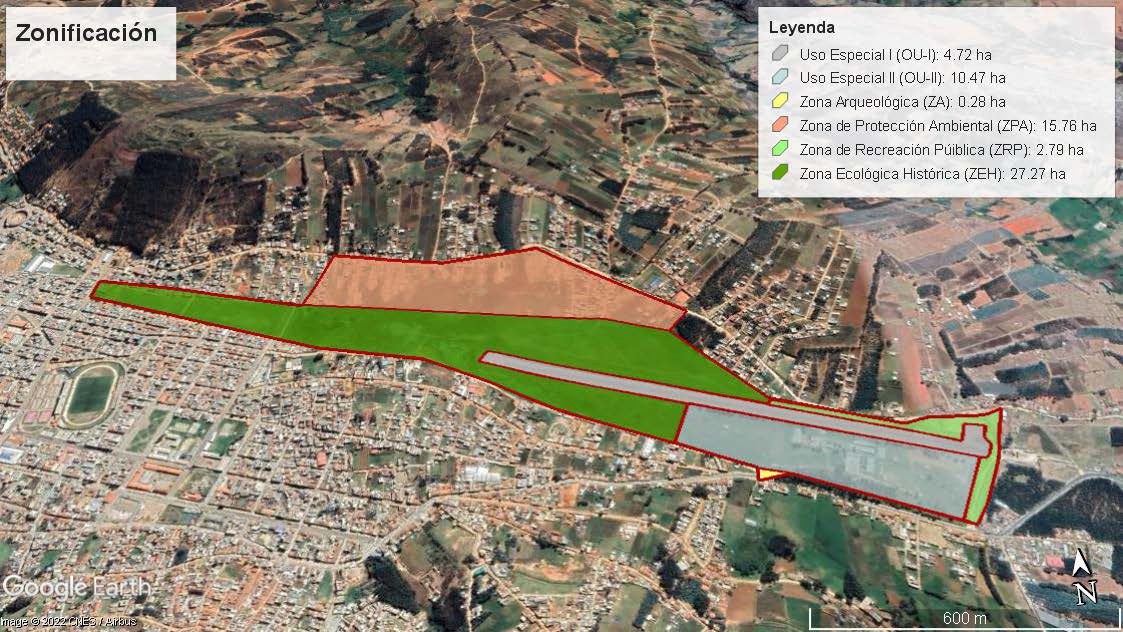 Zonificación
Leyenda
Uso Especial I (OU-I): 4.72 ha
Uso Especial II (OU-II): 10.47 ha
Zona Arqueológica (ZA): 0.28 ha
Zona de Protección Ambiental (ZPA): 15.76 ha
Zona de Recreación Púiblica (ZRP): 2.79 ha
Zona Ecológica Histórica (ZEH): 27.27 ha
Google Earth
mage © 2022 CNES / Airbus
N
600 m